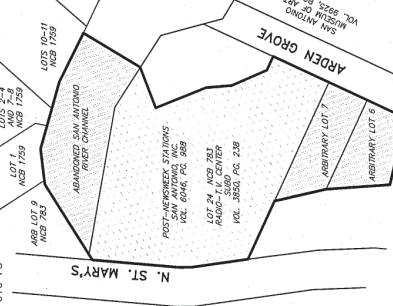 LOTS 2-4
AND 7-8
NCB 1759
LOTS 10-11
NCB 1759
SAN ANTONIO
MUSEUM OF ART
VOL. 9925,
ARDEN GROVE
LOT 1
NCB 1759
ARB LOT 9
NCB 783
ABANDONED SAN ANTONIO
RIVER CHANNEL
POST-NEWSWEEK STATIONS
SAN ANTONIO, INC.
VOL. 6046, PG. 988
LOT 24 NCB 783
RADIO-T.V. CENTER
SUBD
VOL. 3850, PG. 238
ARBITRARY LOT 7
ARBITRARY LOT 6
N. ST. MARY'S